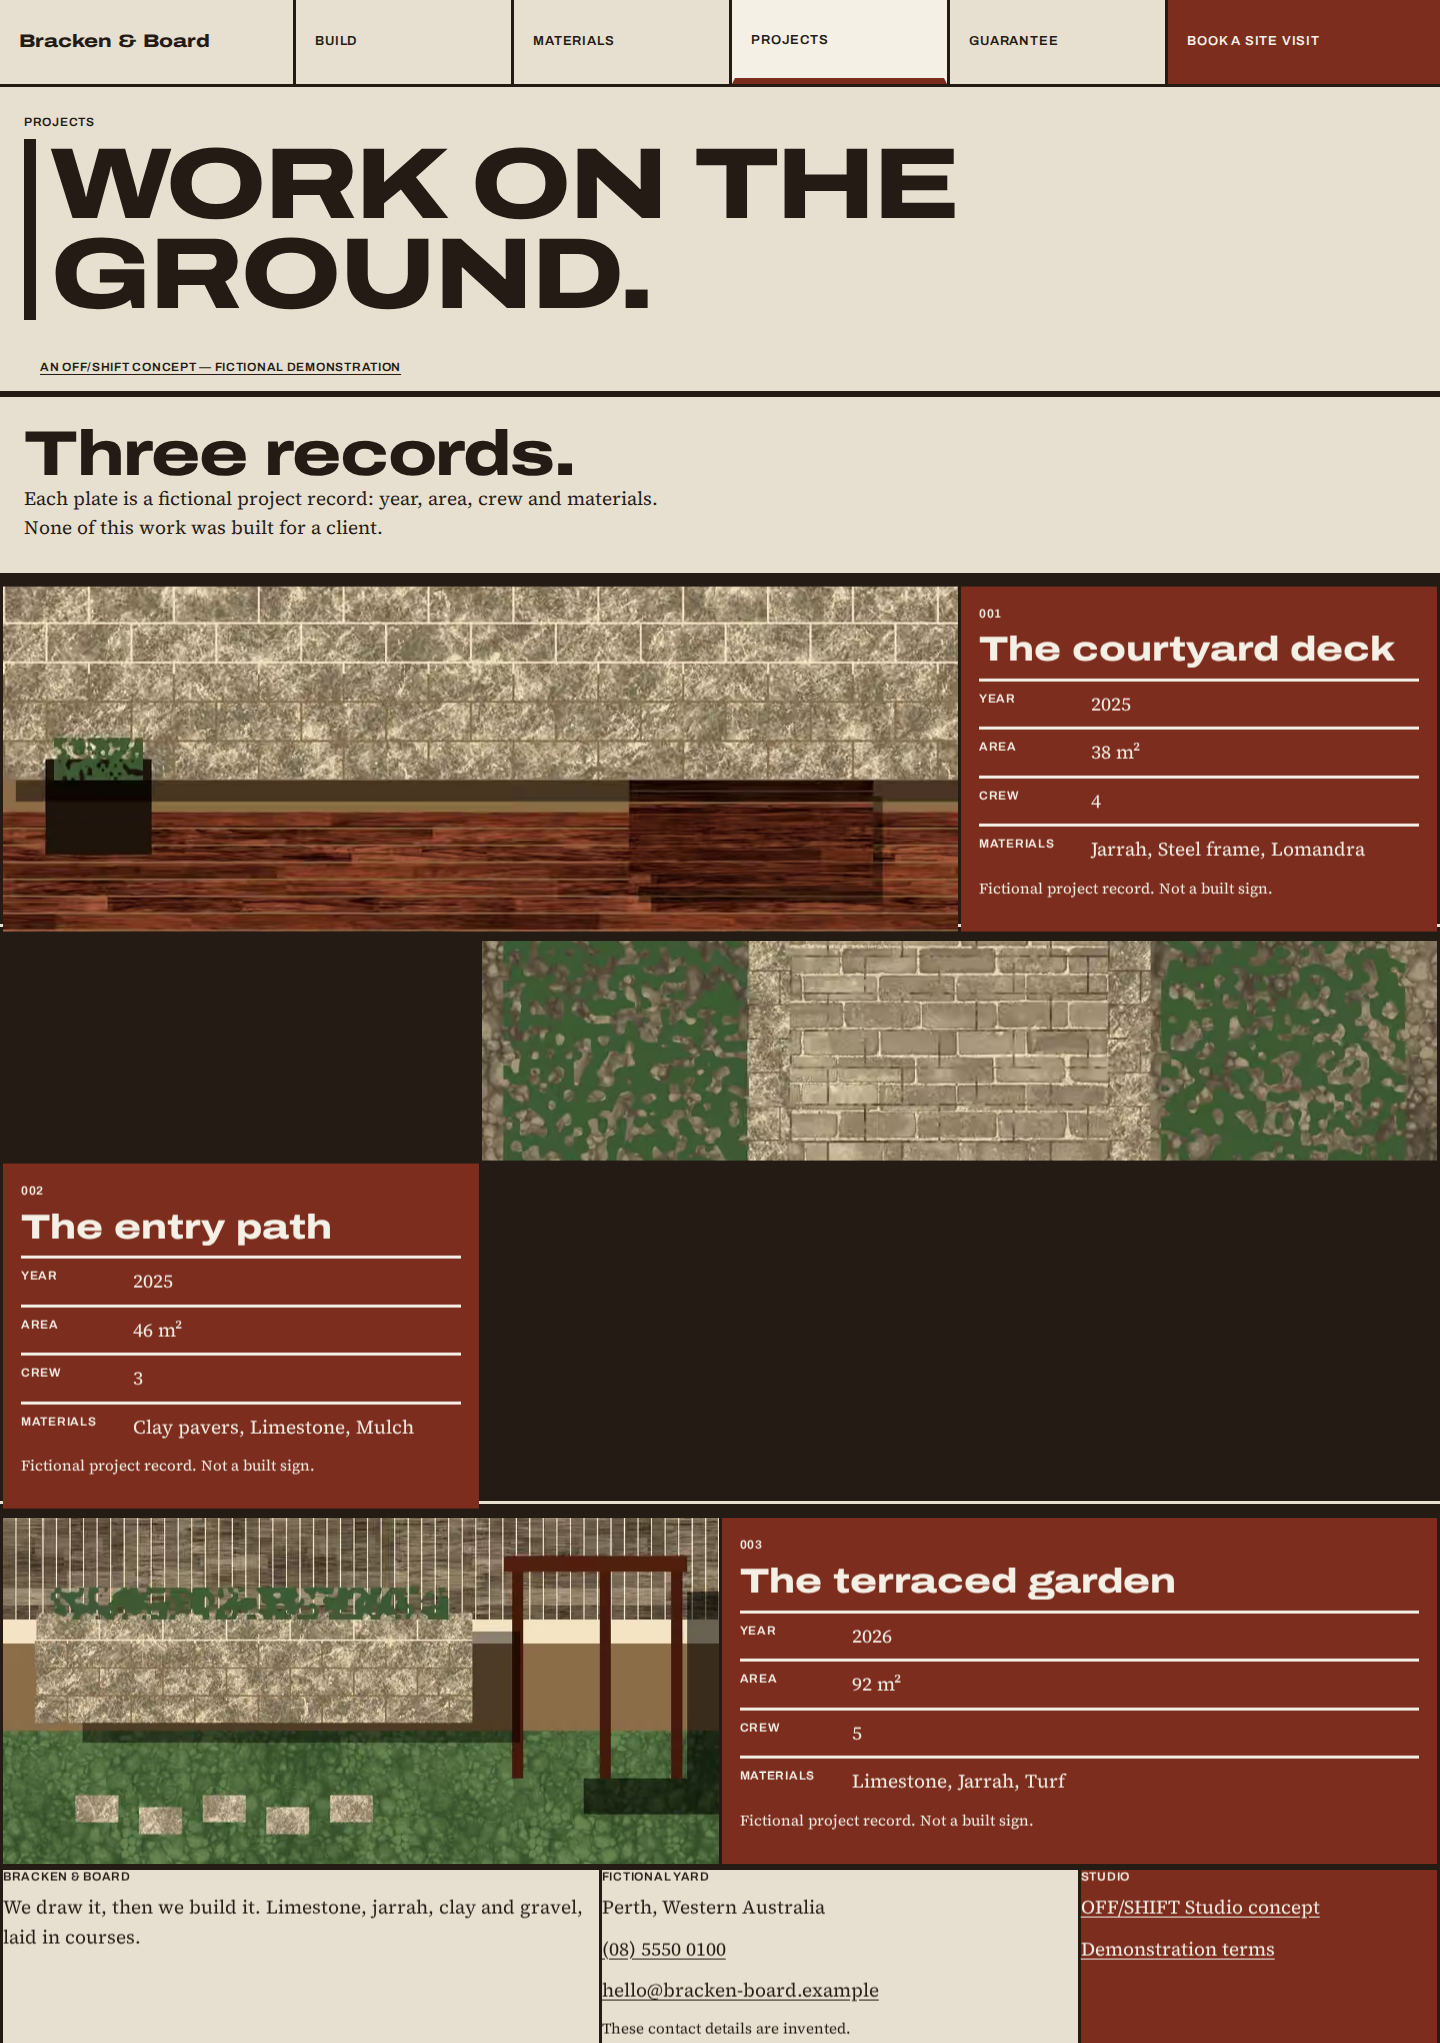 Bracken & Board
BUILD
MATERIALS
PROJECTS
GUARANTEE
BOOK A SITE VISIT
PROJECTS
WORK ON THE
GROUND.
AN OFF/SHIFT CONCEPT — FICTIONAL DEMONSTRATION
Three records.
Each plate is a fictional project record: year, area, crew and materials.
None of this work was built for a client.
001
The courtyard deck
YEAR 2025
AREA 38 m²
CREW 4
MATERIALS Jarrah, Steel frame, Lomandra
Fictional project record. Not a built sign.
002
The entry path
YEAR 2025
AREA 46 m²
CREW 3
MATERIALS Clay pavers, Limestone, Mulch
Fictional project record. Not a built sign.
003
The terraced garden
YEAR 2026
AREA 92 m²
CREW 5
MATERIALS Limestone, Jarrah, Turf
Fictional project record. Not a built sign.
BRACKEN & BOARD
We draw it, then we build it. Limestone, jarrah, clay and gravel,
laid in courses.
FICTIONAL YARD
Perth, Western Australia
(08) 5550 0100
hello@bracken-board.example
These contact details are invented.
STUDIO
OFF/SHIFT Studio concept
Demonstration terms